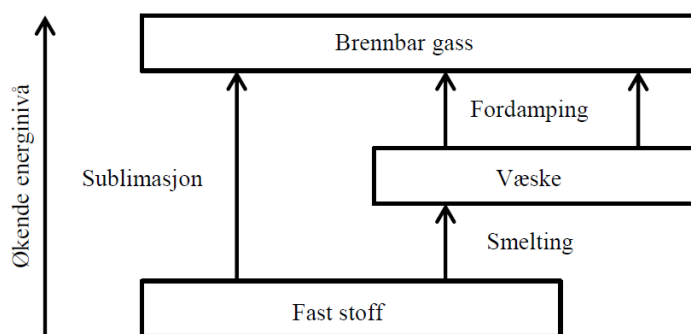 Brennbar gass
Økende energinivå
Fordamping
Sublimasjon
Væske
Smelting
Fast stoff